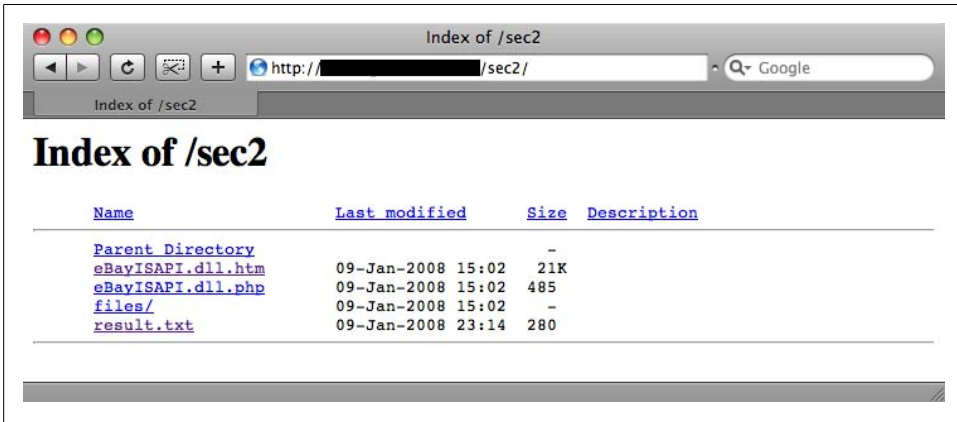 Index of /sec2
http:// /sec2/
Google
Index of /sec2
Index of /sec2
Name Last modified Size Description
Parent Directory -
eBayISAPI.dll.htm 09-Jan-2008 15:02 21K
eBayISAPI.dll.php 09-Jan-2008 15:02 485
files/ 09-Jan-2008 15:02 -
result.txt 09-Jan-2008 23:14 280